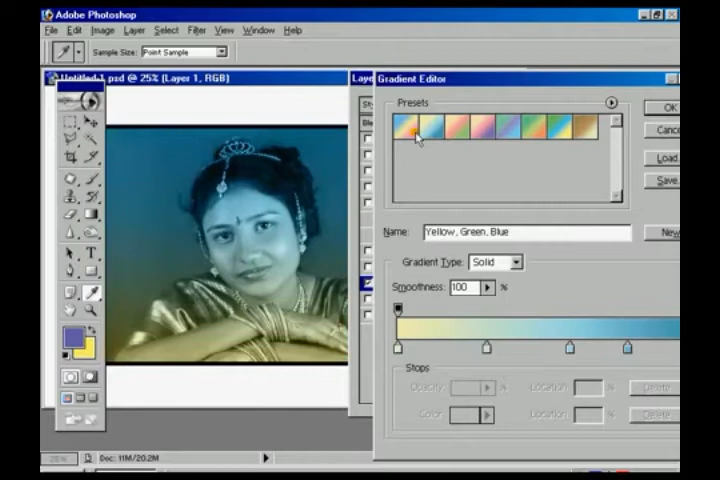 Adobe Photoshop
File Edit Image Layer Select Filter View Window Help
Sample Size: Point Sample
Untitled-1.psd @ 25% (Layer 1, RGB)
Gradient Editor
Presets
OK
Load
Save
Name: Yellow, Green, Blue
New
Gradient Type: Solid
Smoothness: 100 %
Stops
Opacity: % Location: Delete
Color: Location: Delete
25% Doc: 11M/20.2M